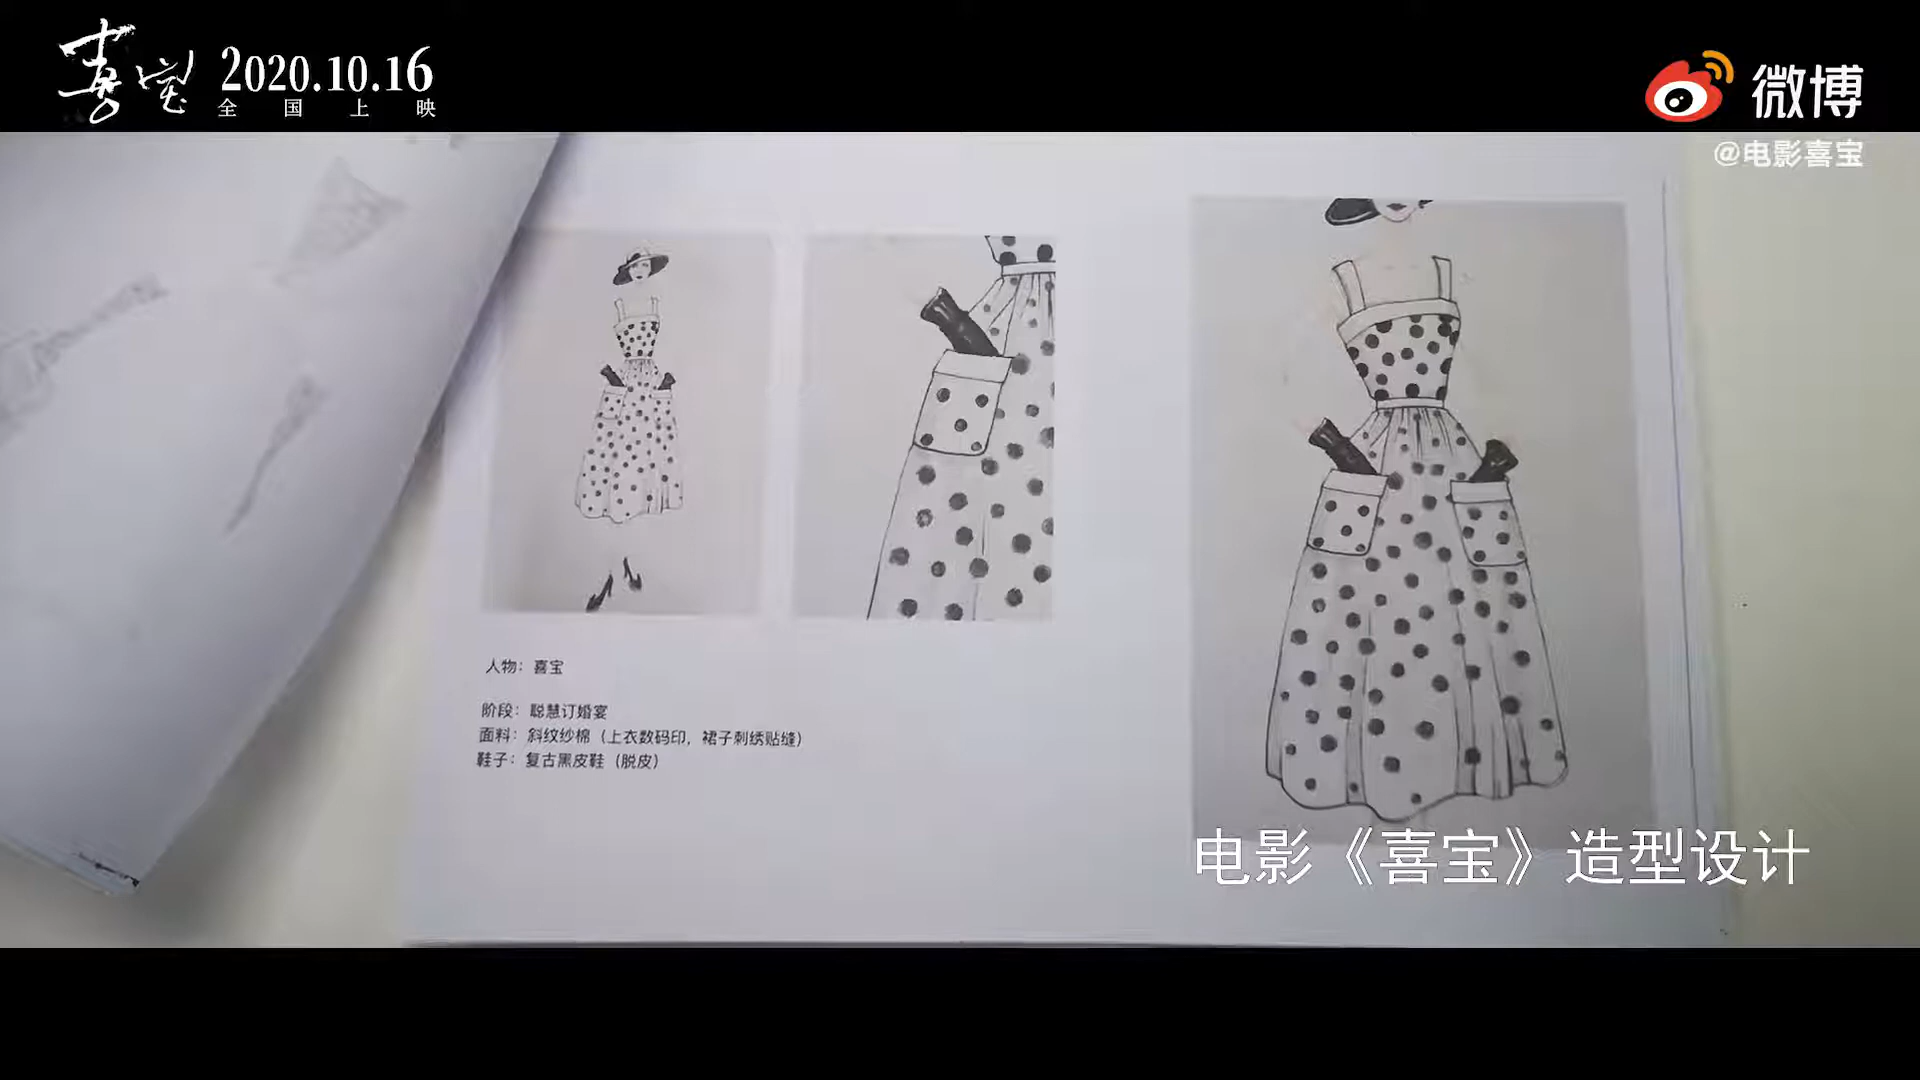 喜宝
2020.10.16
全国上映
微博
@电影喜宝
人物：喜宝
阶段：聪慧订婚宴
面料：斜纹纱棉（上衣数码印，裙子刺绣贴缝）
鞋子：复古黑皮鞋（脱皮）
电影《喜宝》造型设计